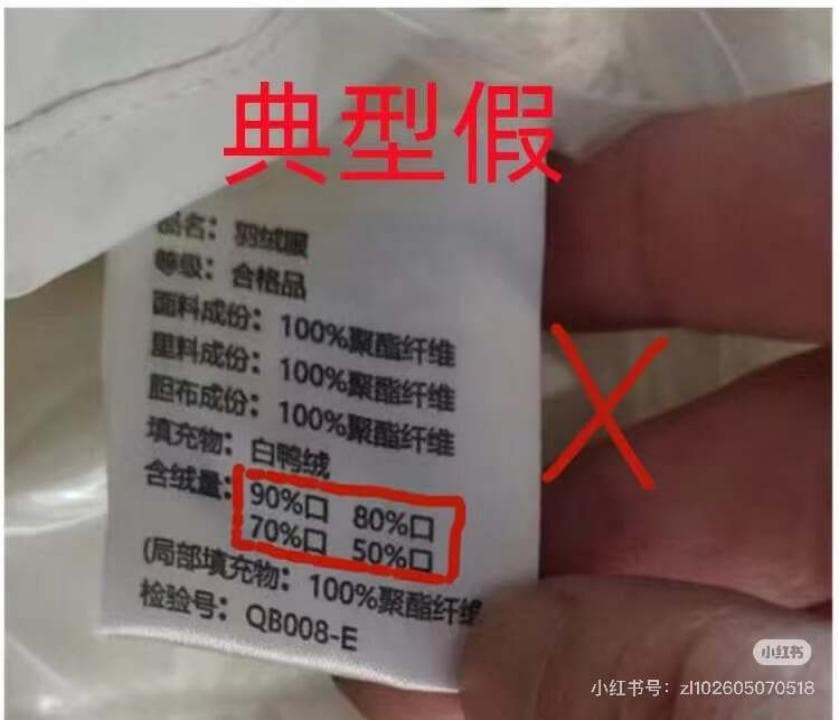 典型假
品名：羽绒服
等级：合格品
面料成份：100%聚酯纤维
里料成份：100%聚酯纤维
胆布成份：100%聚酯纤维
填充物：白鸭绒
含绒量：90%口 80%口
70%口 50%口
(局部填充物：100%聚酯纤维
检验号：QB008-E
小红书
小红书号：zl102605070518